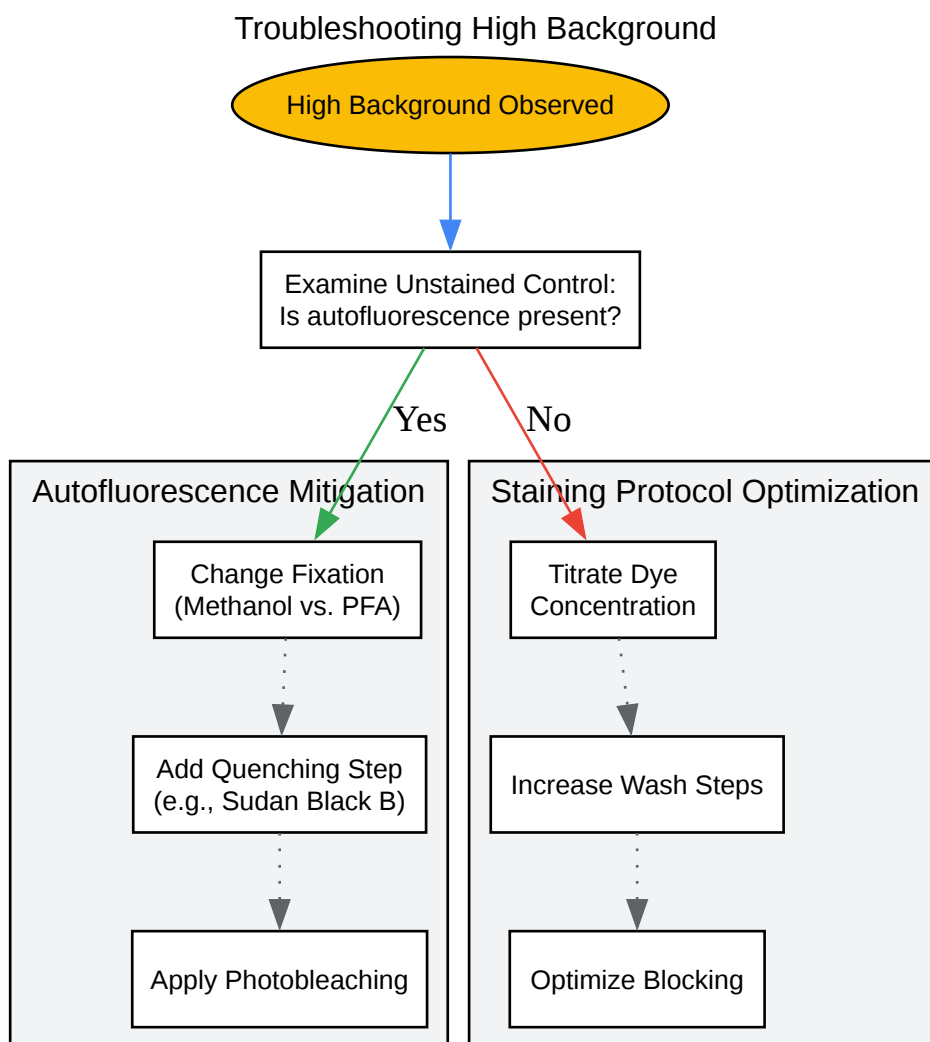 Troubleshooting High Background
High Background Observed
Examine Unstained Control:
Is autofluorescence present?
Yes
No
Autofluorescence Mitigation
Change Fixation
(Methanol vs. PFA)
Add Quenching Step
(e.g., Sudan Black B)
Apply Photobleaching
Staining Protocol Optimization
Titrate Dye
Concentration
Increase Wash Steps
Optimize Blocking